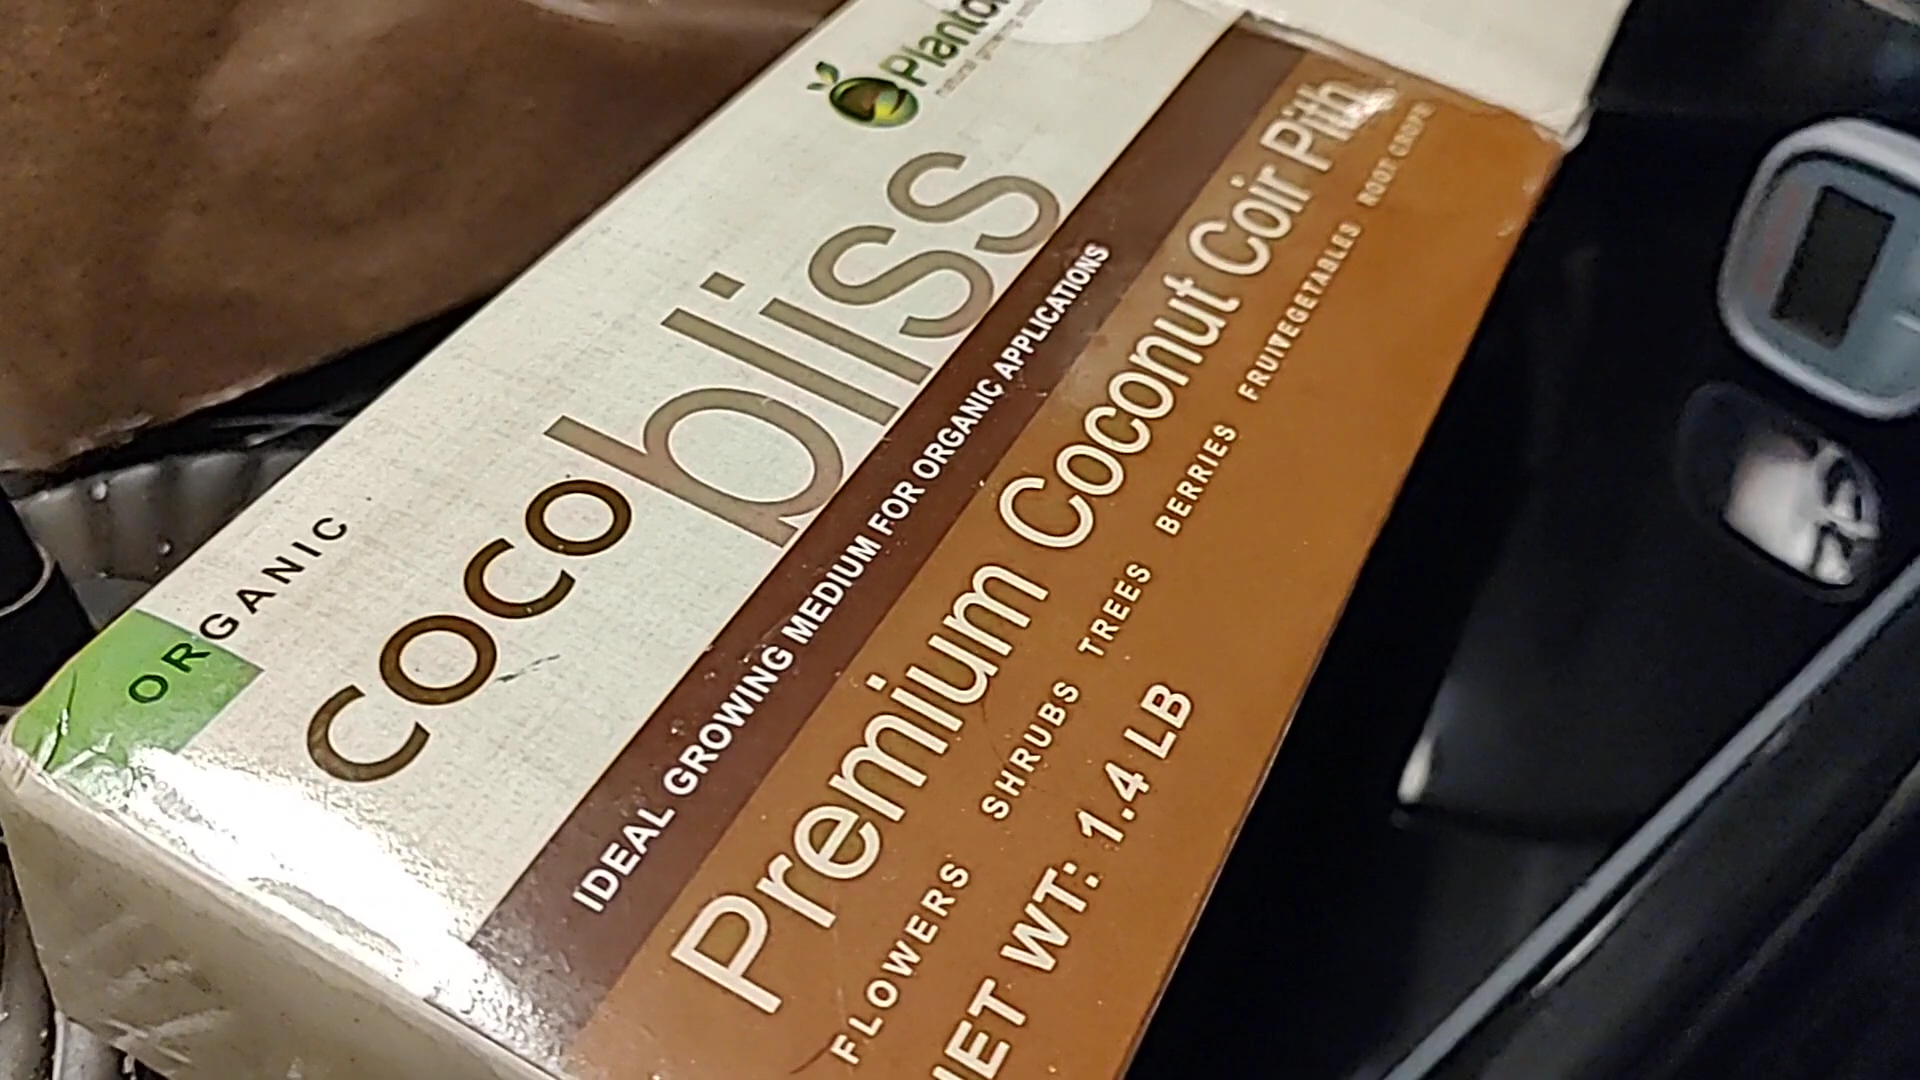 ORGANIC
coco bliss
IDEAL GROWING MEDIUM FOR ORGANIC APPLICATIONS
Premium Coconut Coir Pith
FLOWERS SHRUBS TREES BERRIES FRUIVEGETABLES ROOT CROPS
NET WT: 1.4 LB